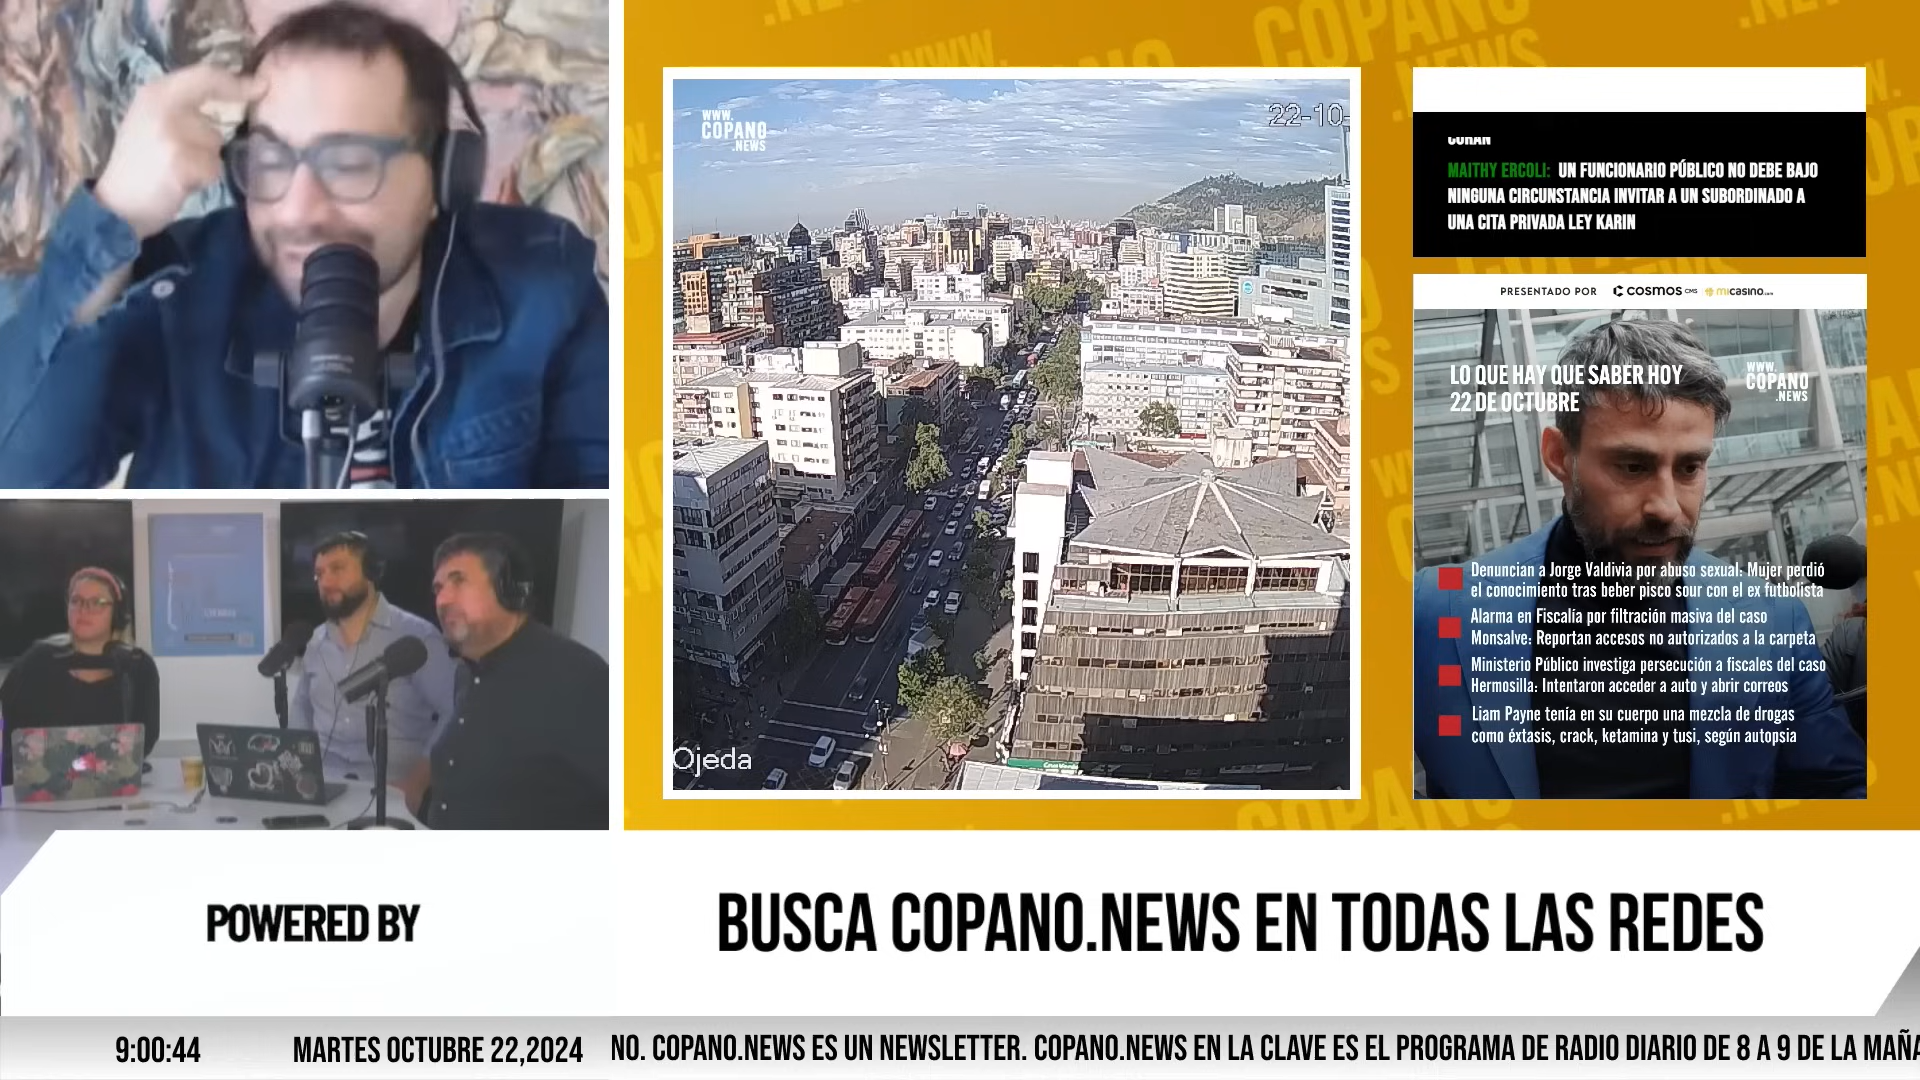 WWW.
COPANO
.NEWS
22-10-
Ojeda
MAITHY ERCOLI: UN FUNCIONARIO PÚBLICO NO DEBE BAJO
NINGUNA CIRCUNSTANCIA INVITAR A UN SUBORDINADO A
UNA CITA PRIVADA LEY KARIN
PRESENTADO POR COSMOS CMS micasino.com
LO QUE HAY QUE SABER HOY
22 DE OCTUBRE
WWW.
COPANO
.NEWS
Denuncian a Jorge Valdivia por abuso sexual: Mujer perdió
el conocimiento tras beber pisco sour con el ex futbolista
Alarma en Fiscalía por filtración masiva del caso
Monsalve: Reportan accesos no autorizados a la carpeta
Ministerio Público investiga persecución a fiscales del caso
Hermosilla: Intentaron acceder a auto y abrir correos
Liam Payne tenía en su cuerpo una mezcla de drogas
como éxtasis, crack, ketamina y tusi, según autopsia
POWERED BY
BUSCA COPANO.NEWS EN TODAS LAS REDES
9:00:44
MARTES OCTUBRE 22,2024
NO. COPANO.NEWS ES UN NEWSLETTER. COPANO.NEWS EN LA CLAVE ES EL PROGRAMA DE RADIO DIARIO DE 8 A 9 DE LA MAÑA